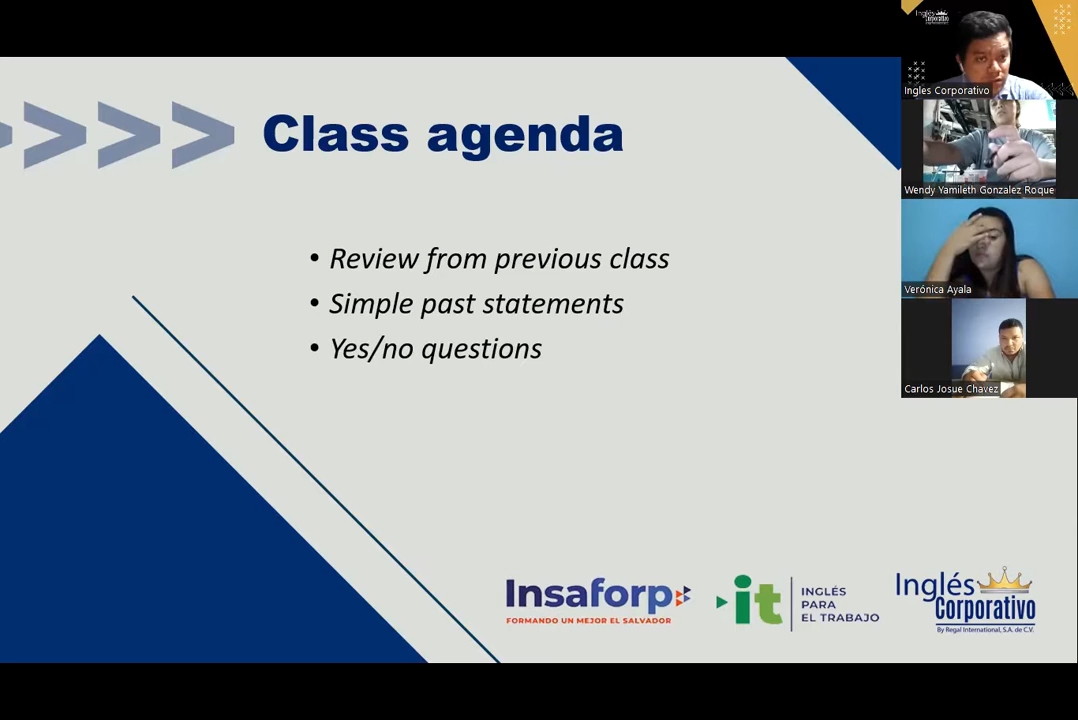 Class agenda
• Review from previous class
• Simple past statements
• Yes/no questions
Insaforp
FORMANDO UN MEJOR EL SALVADOR
it
INGLÉS
PARA
EL TRABAJO
Inglés
Corporativo
By Regal International, S.A. de C.V.
Inglés
Corporativo
Ingles Corporativo
Wendy Yamileth Gonzalez Roque
Verónica Ayala
Carlos Josue Chavez